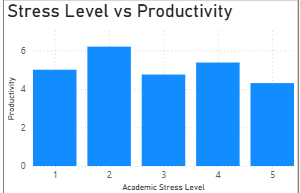 Stress Level vs Productivity
Productivity
6
4
2
0
1 2 3 4 5
Academic Stress Level